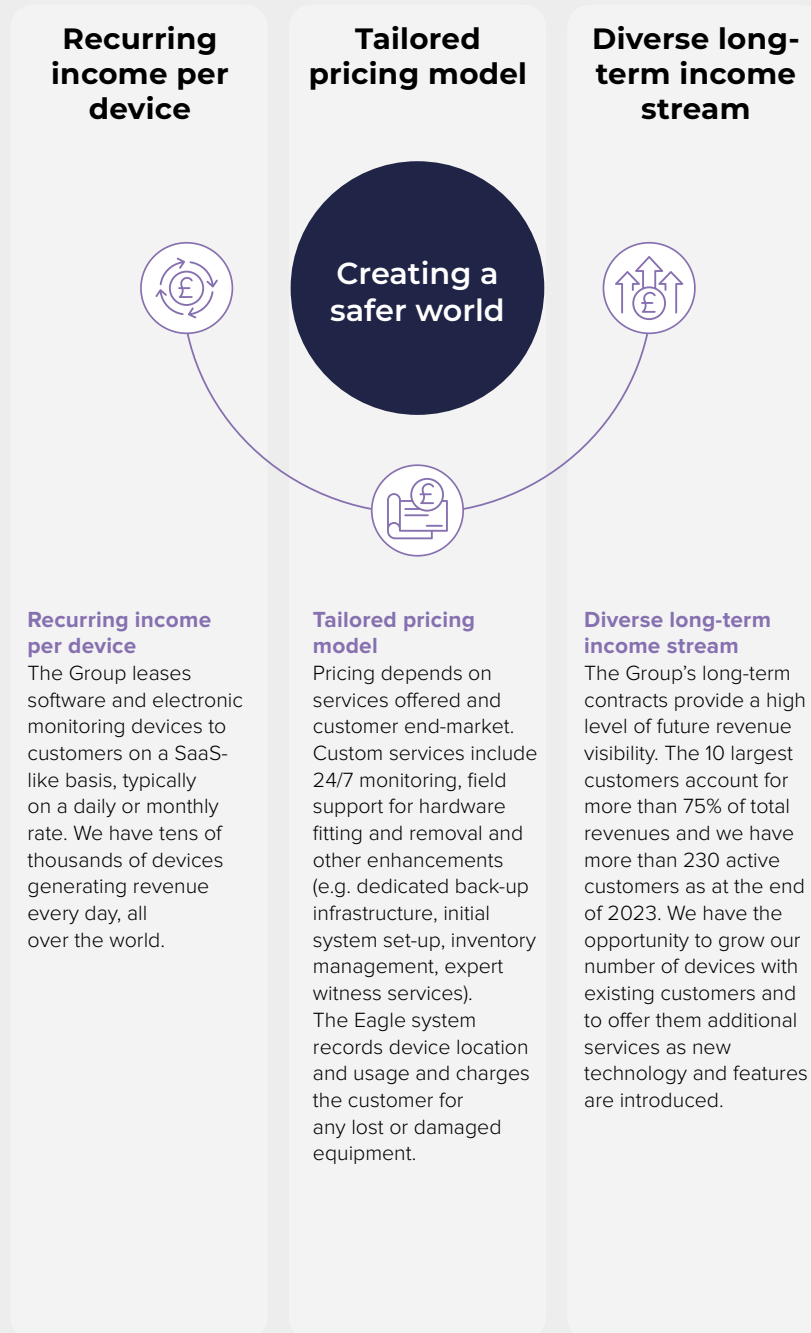 Recurring
income per
device
Tailored
pricing model
Diverse long-
term income
stream
Creating a
safer world
£
£
£
Recurring income
per device
The Group leases
software and electronic
monitoring devices to
customers on a SaaS-
like basis, typically
on a daily or monthly
rate. We have tens of
thousands of devices
generating revenue
every day, all
over the world.
Tailored pricing
model
Pricing depends on
services offered and
customer end-market.
Custom services include
24/7 monitoring, field
support for hardware
fitting and removal and
other enhancements
(e.g. dedicated back-up
infrastructure, initial
system set-up, inventory
management, expert
witness services).
The Eagle system
records device location
and usage and charges
the customer for
any lost or damaged
equipment.
Diverse long-term
income stream
The Group’s long-term
contracts provide a high
level of future revenue
visibility. The 10 largest
customers account for
more than 75% of total
revenues and we have
more than 230 active
customers as at the end
of 2023. We have the
opportunity to grow our
number of devices with
existing customers and
to offer them additional
services as new
technology and features
are introduced.